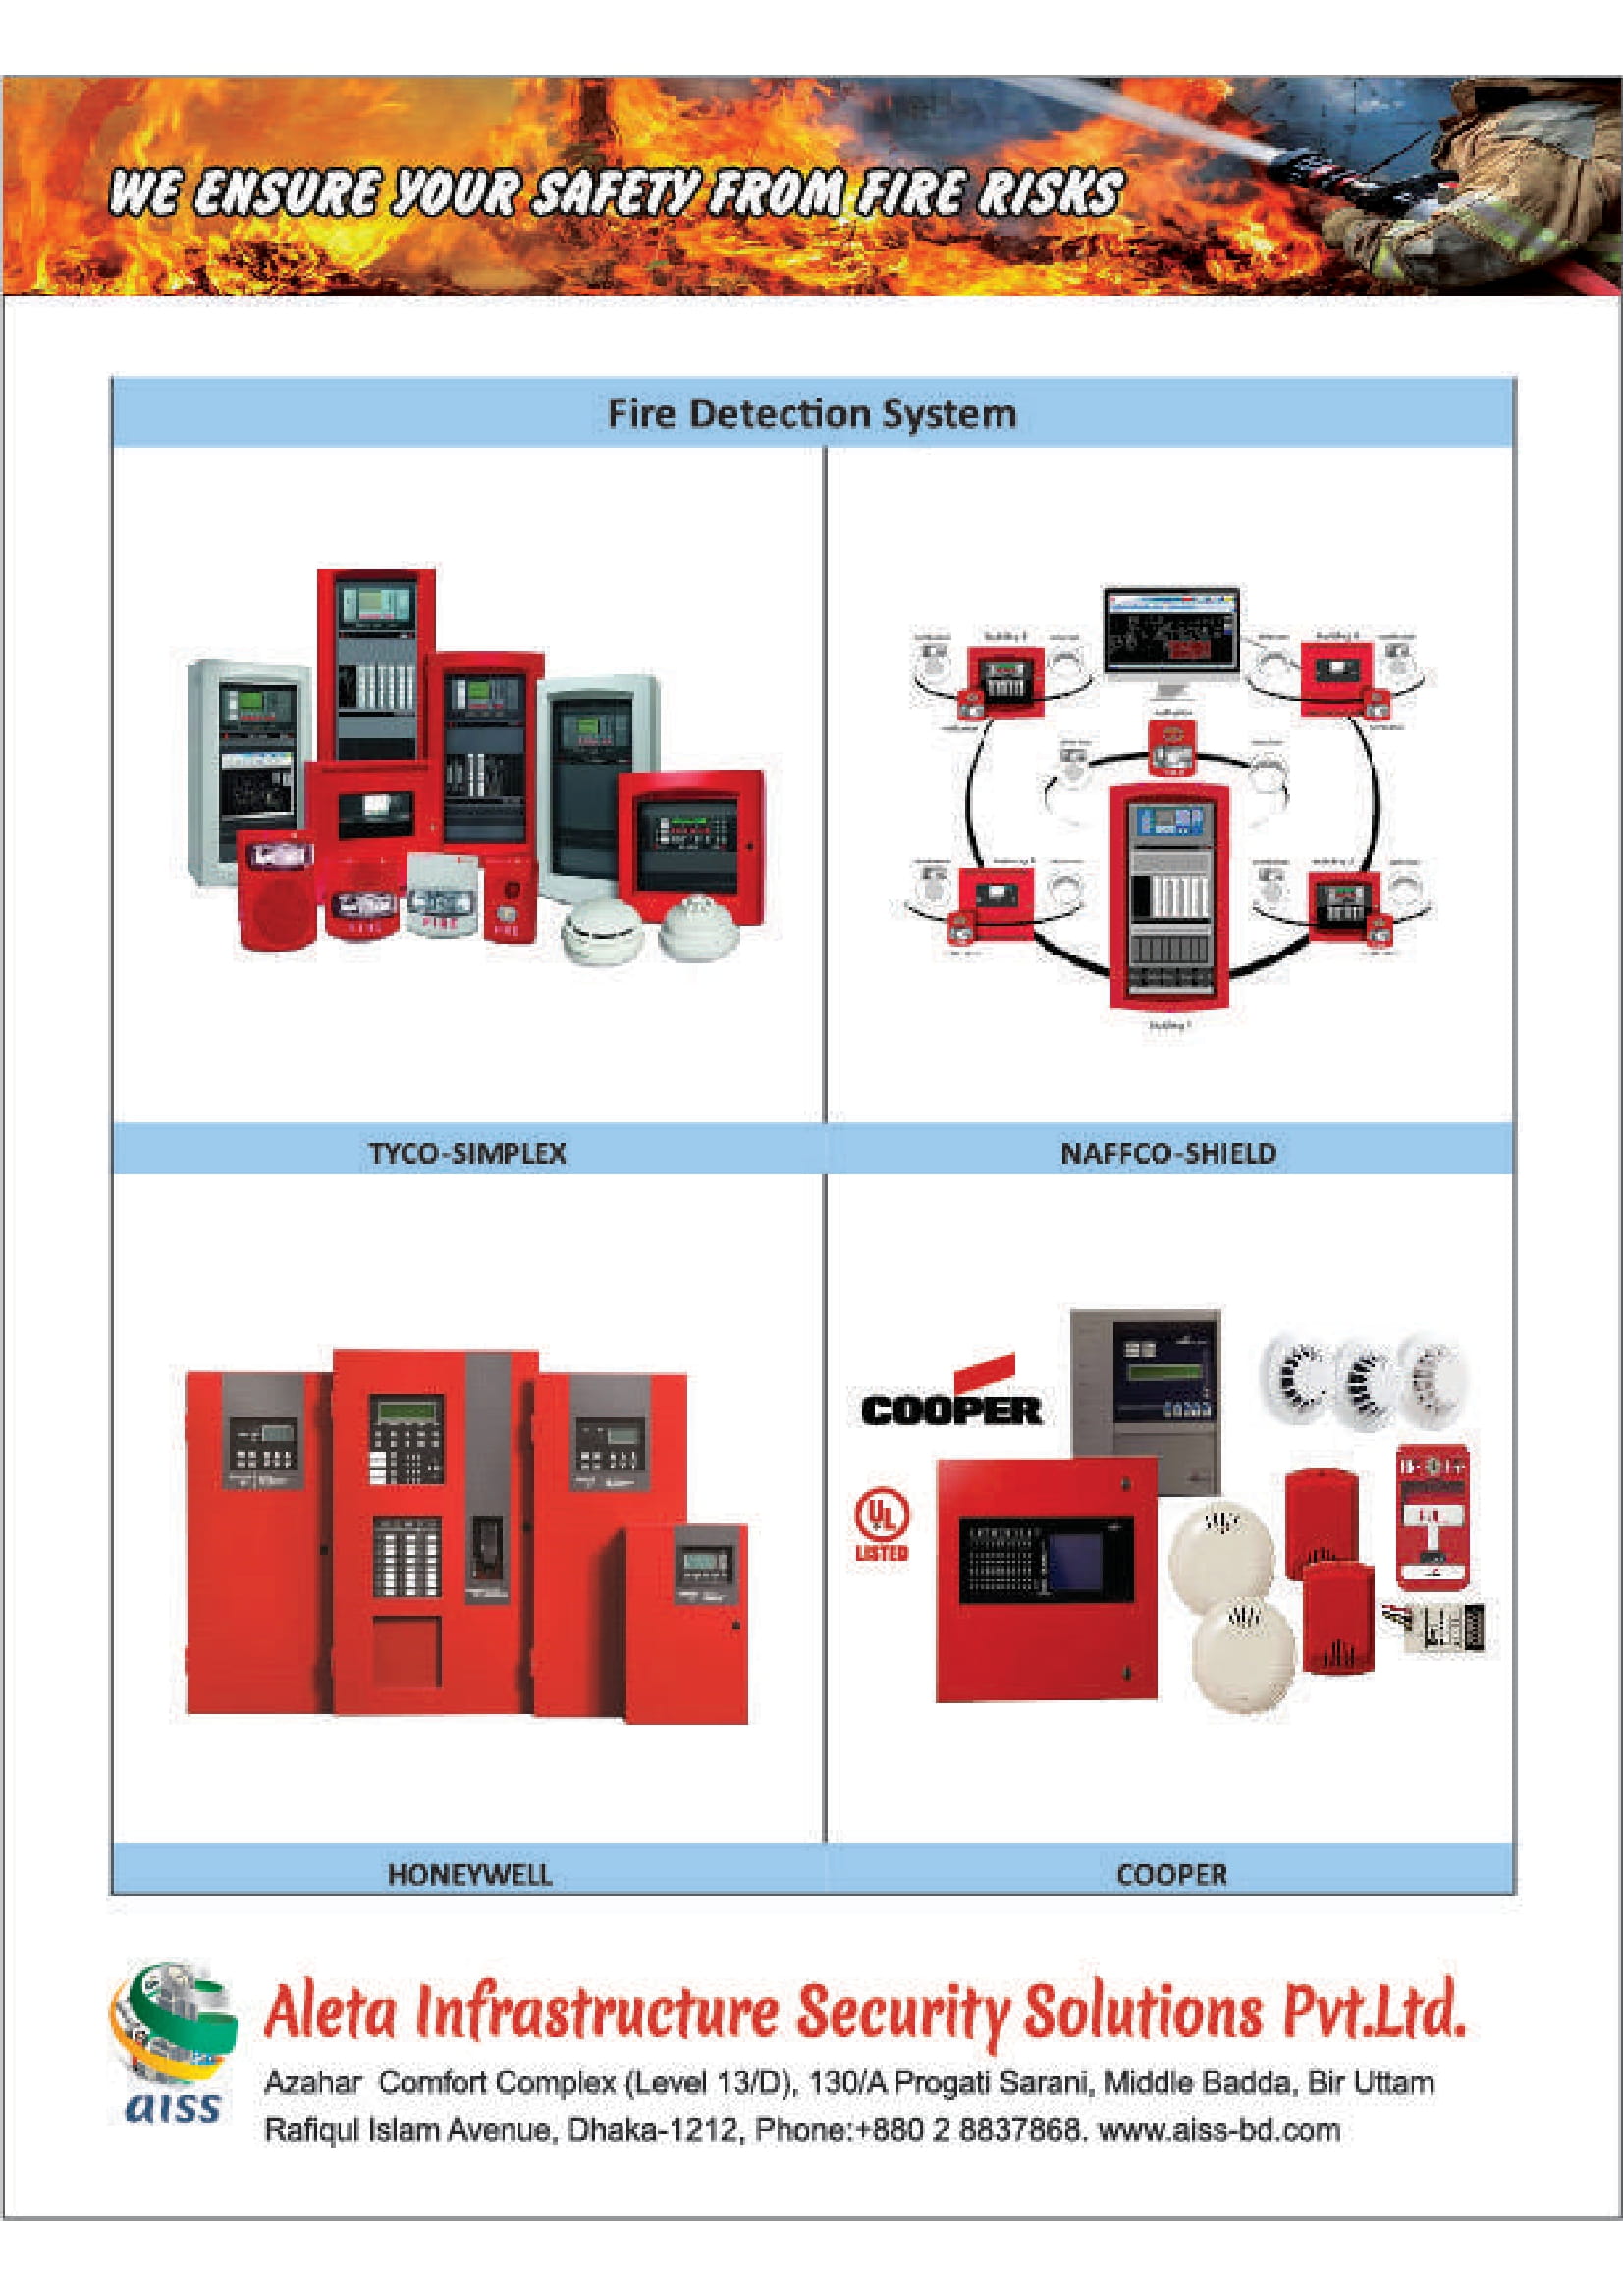 WE ENSURE YOUR SAFETY FROM FIRE RISKS
Fire Detection System
TYCO-SIMPLEX
NAFFCO-SHIELD
COOPER
UL
LISTED
HONEYWELL
COOPER
aiss
Aleta Infrastructure Security Solutions Pvt.Ltd.
Azahar Comfort Complex (Level 13/D), 130/A Progati Sarani, Middle Badda, Bir Uttam
Rafiqul Islam Avenue, Dhaka-1212, Phone:+880 2 8837868. www.aiss-bd.com